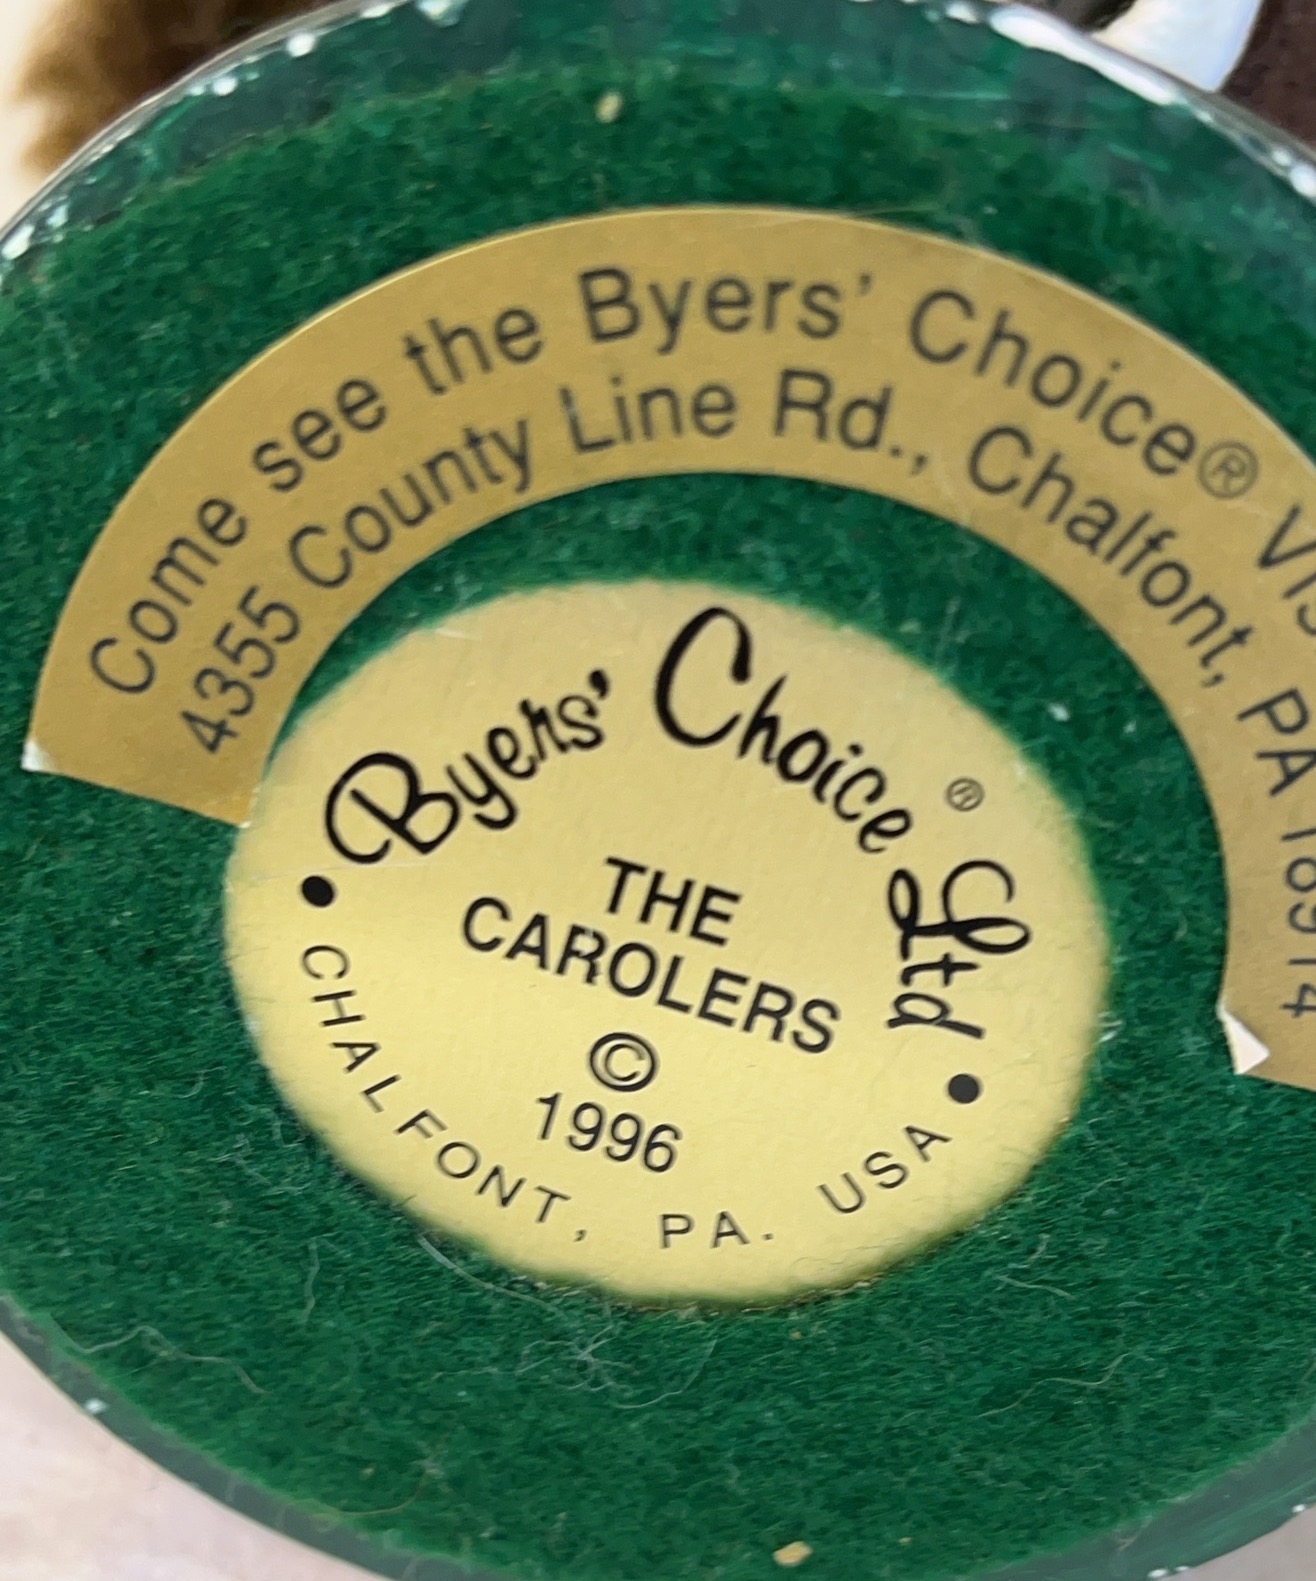 Come see the Byers' Choice®
4355 County Line Rd., Chalfont, PA 18914
Byers' Choice Ltd ®
THE
CAROLERS
©
1996
• CHALFONT, PA. USA •